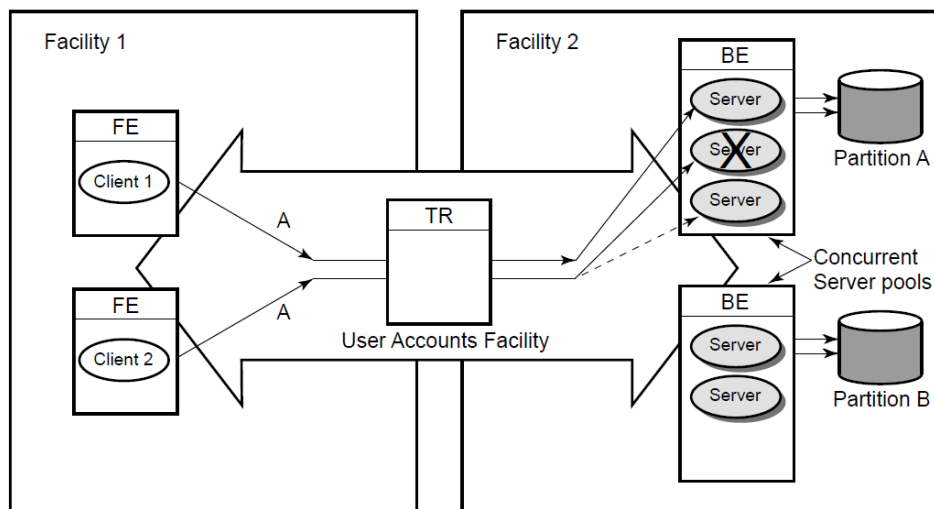 Facility 1
Facility 2
FE
Client 1
A
TR
BE
Server
Server
Server
Partition A
Concurrent
Server pools
FE
Client 2
A
User Accounts Facility
BE
Server
Server
Partition B